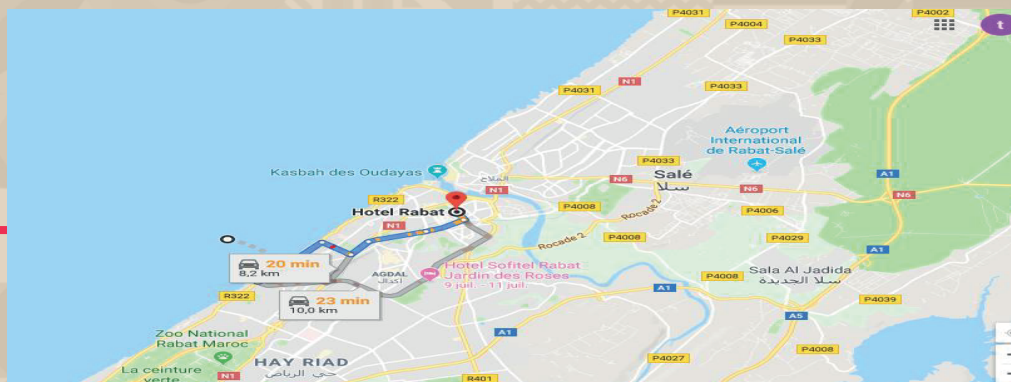 P4031
P4002
P4004
t
P4033
N1
P4031
P4033
Aéroport
International
de Rabat-Salé
Kasbah des Oudayas
الملاح
P4033
A1
Salé
سلا
R322
N1
N6
N6
N6
Hotel Rabat
N1
P4008
Rocade 2
P4006
Rocade 2
P4008
P4029
A1
20 min
8,2 km
AGDAL
أكدال
Hotel Sofitel Rabat
Jardin des Roses
9 juil. - 11 juil.
P4008
Sala Al Jadida
سلا الجديدة
R322
23 min
10,0 km
A1
P4039
A5
Zoo National
Rabat Maroc
A1
HAY RIAD
حي الرياض
P4027
P4008
La ceinture
verte
N1
R401